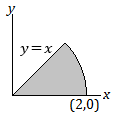 y
y = x
x
(2,0)